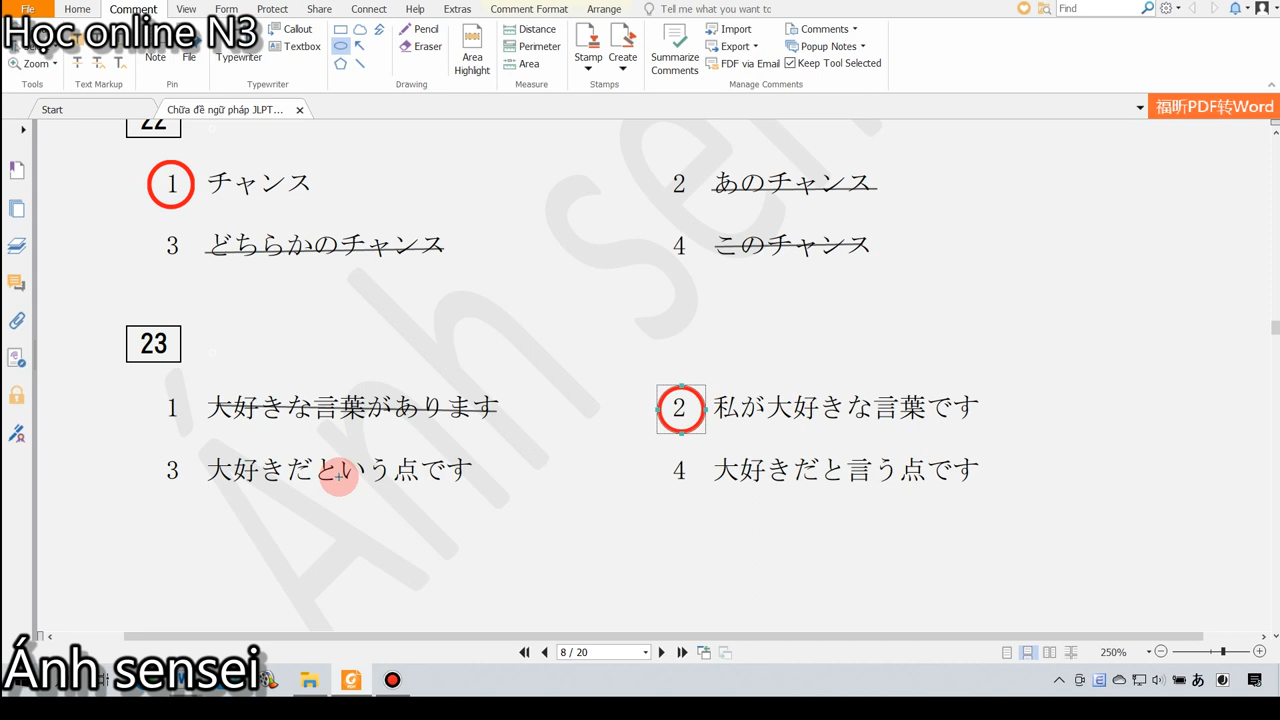 File Home Comment View Form Protect Share Connect Help Extras Comment Format Arrange Tell me what you want to Find
Học online N3
Callout Pencil Distance Import Comments
Textbox Eraser Perimeter Export Popup Notes
Zoom Typewriter Note File Area Highlight Area Stamp Create Summarize Comments FDF via Email Keep Tool Selected
Tools Text Markup Typewriter Drawing Measure Stamps Manage Comments
Start Chữa đề ngữ pháp JLPT... 福昕PDF转Word
22
1 チャンス 2 あのチャンス
3 どちらかのチャンス 4 このチャンス
23
1 大好きな言葉があります 2 私が大好きな言葉です
3 大好きだという点です 4 大好きだと言う点です
Ánh sen
8 / 20 250%
Ánh sensei
あ